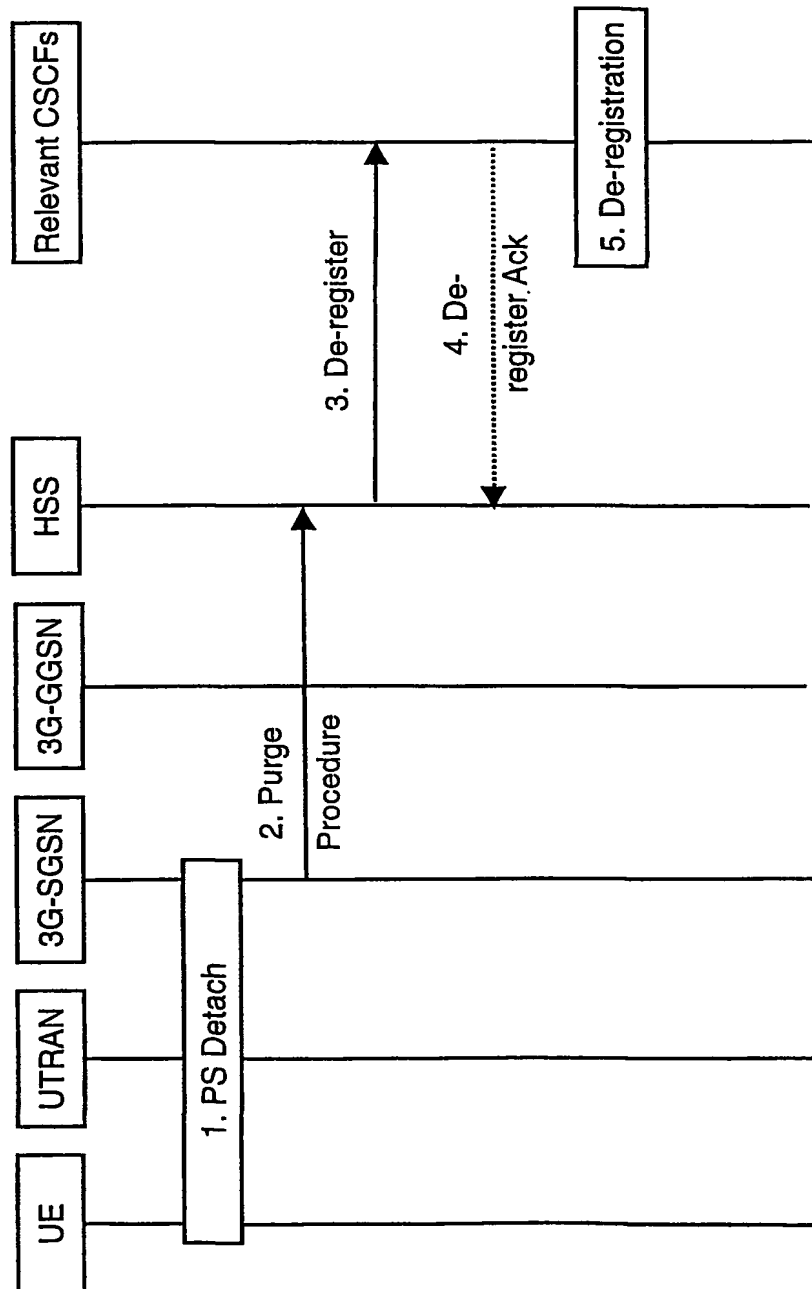 UE
UTRAN
3G-SGSN
3G-GGSN
HSS
Relevant CSCFs
1. PS Detach
2. Purge
Procedure
3. De-register
4. De-
register Ack
5. De-registration